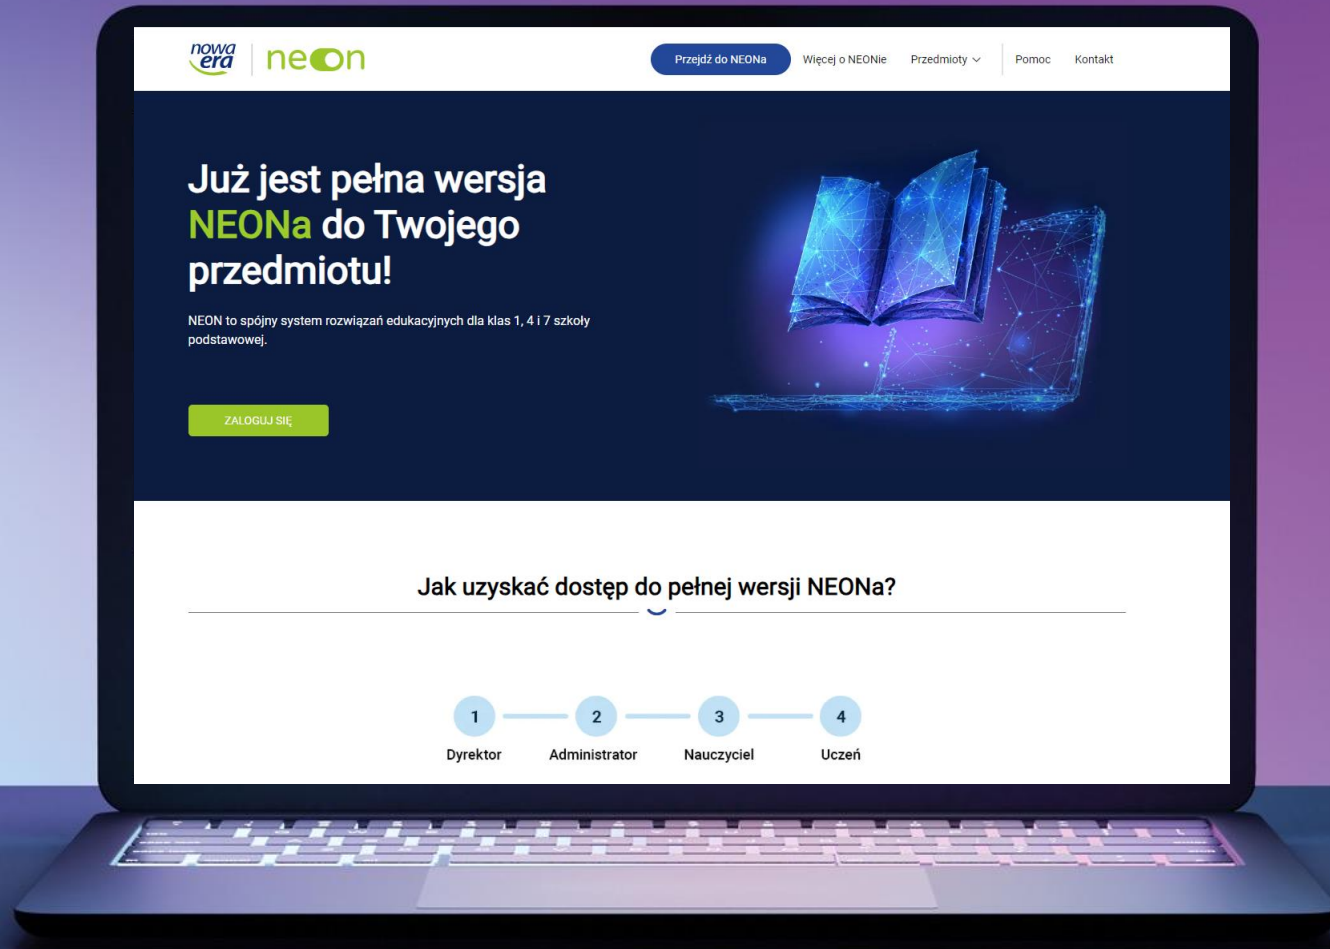 nowa
era
neon
Przejdź do NEONa
Więcej o NEONie
Przedmioty
Pomoc
Kontakt
Już jest pełna wersja
NEONa do Twojego
przedmiotu!
NEON to spójny system rozwiązań edukacyjnych dla klas 1, 4 i 7 szkoły
podstawowej.
ZALOGUJ SIĘ
Jak uzyskać dostęp do pełnej wersji NEONa?
1 2 3 4
Dyrektor Administrator Nauczyciel Uczeń